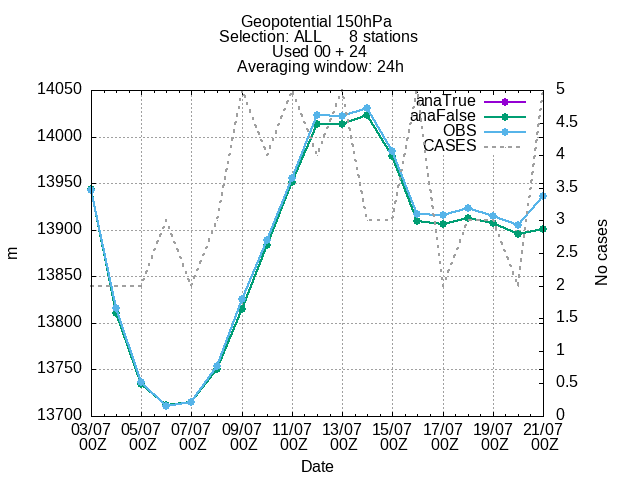 Geopotential 150hPa
Selection: ALL 8 stations
Used 00 + 24
Averaging window: 24h
14050
14000
13950
13900
13850
13800
13750
13700
m
5
4.5
4
3.5
3
2.5
2
1.5
1
0.5
0
No cases
anaTrue
anaFalse
OBS
CASES
03/07 05/07 07/07 09/07 11/07 13/07 15/07 17/07 19/07 21/07
00Z 00Z 00Z 00Z 00Z 00Z 00Z 00Z 00Z 00Z
Date